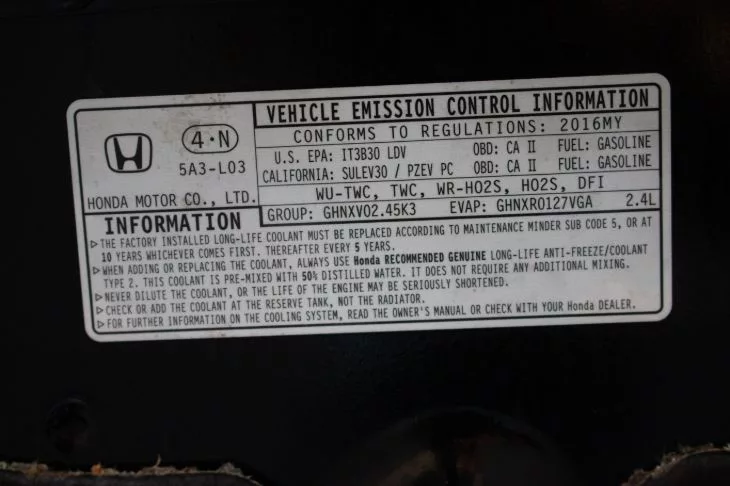 VEHICLE EMISSION CONTROL INFORMATION
4·N
5A3-L03
HONDA MOTOR CO., LTD.
CONFORMS TO REGULATIONS: 2016MY
U.S. EPA: IT3B30 LDV OBD: CA II FUEL: GASOLINE
CALIFORNIA: SULEV30 / PZEV PC OBD: CA II FUEL: GASOLINE
WU-TWC, TWC, WR-HO2S, HO2S, DFI
GROUP: GHNXV02.45K3 EVAP: GHNXR0127VGA 2.4L
INFORMATION
▷THE FACTORY INSTALLED LONG-LIFE COOLANT MUST BE REPLACED ACCORDING TO MAINTENANCE MINDER SUB CODE 5, OR AT
10 YEARS WHICHEVER COMES FIRST. THEREAFTER EVERY 5 YEARS.
▷WHEN ADDING OR REPLACING THE COOLANT, ALWAYS USE Honda RECOMMENDED GENUINE LONG-LIFE ANTI-FREEZE/COOLANT
TYPE 2. THIS COOLANT IS PRE-MIXED WITH 50% DISTILLED WATER. IT DOES NOT REQUIRE ANY ADDITIONAL MIXING.
▷NEVER DILUTE THE COOLANT, OR THE LIFE OF THE ENGINE MAY BE SERIOUSLY SHORTENED.
▷CHECK OR ADD THE COOLANT AT THE RESERVE TANK, NOT THE RADIATOR.
▷FOR FURTHER INFORMATION ON THE COOLING SYSTEM, READ THE OWNER'S MANUAL OR CHECK WITH YOUR Honda DEALER.